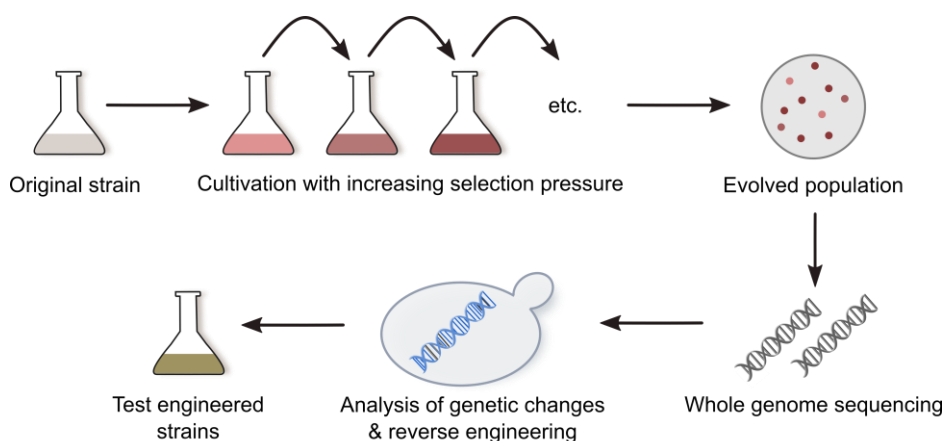 etc.
Original strain
Cultivation with increasing selection pressure
Evolved population
Test engineered
strains
Analysis of genetic changes
& reverse engineering
Whole genome sequencing